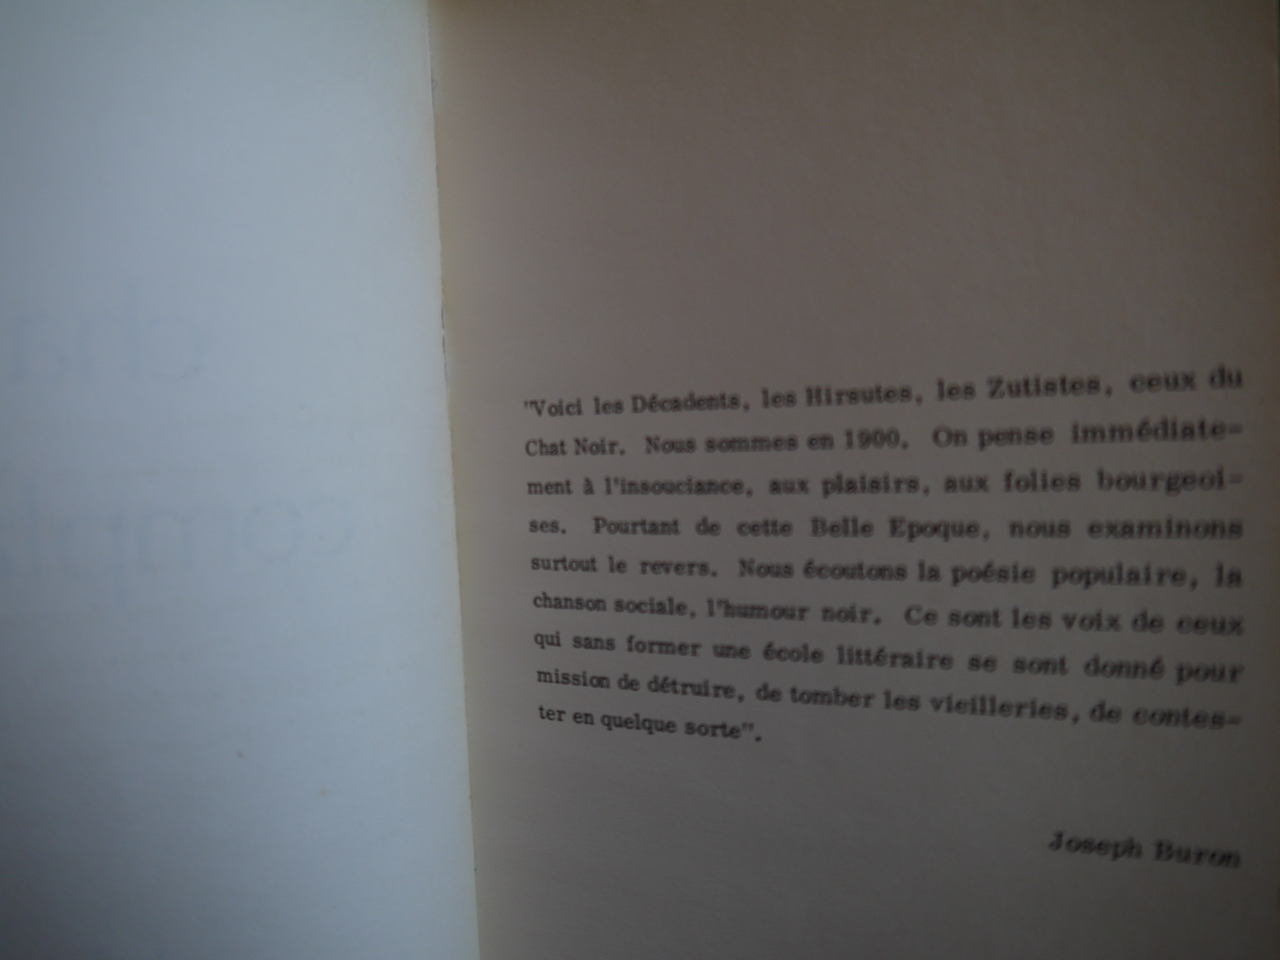 "Voici les Décadents, les Hirsutes, les Zutistes, ceux du
Chat Noir. Nous sommes en 1900. On pense immédiate=
ment à l'insouciance, aux plaisirs, aux folies bourgeoi=
ses. Pourtant de cette Belle Epoque, nous examinons
surtout le revers. Nous écoutons la poésie populaire, la
chanson sociale, l'humour noir. Ce sont les voix de ceux
qui sans former une école littéraire se sont donné pour
mission de détruire, de tomber les vieilleries, de contes=
ter en quelque sorte".
Joseph Buron